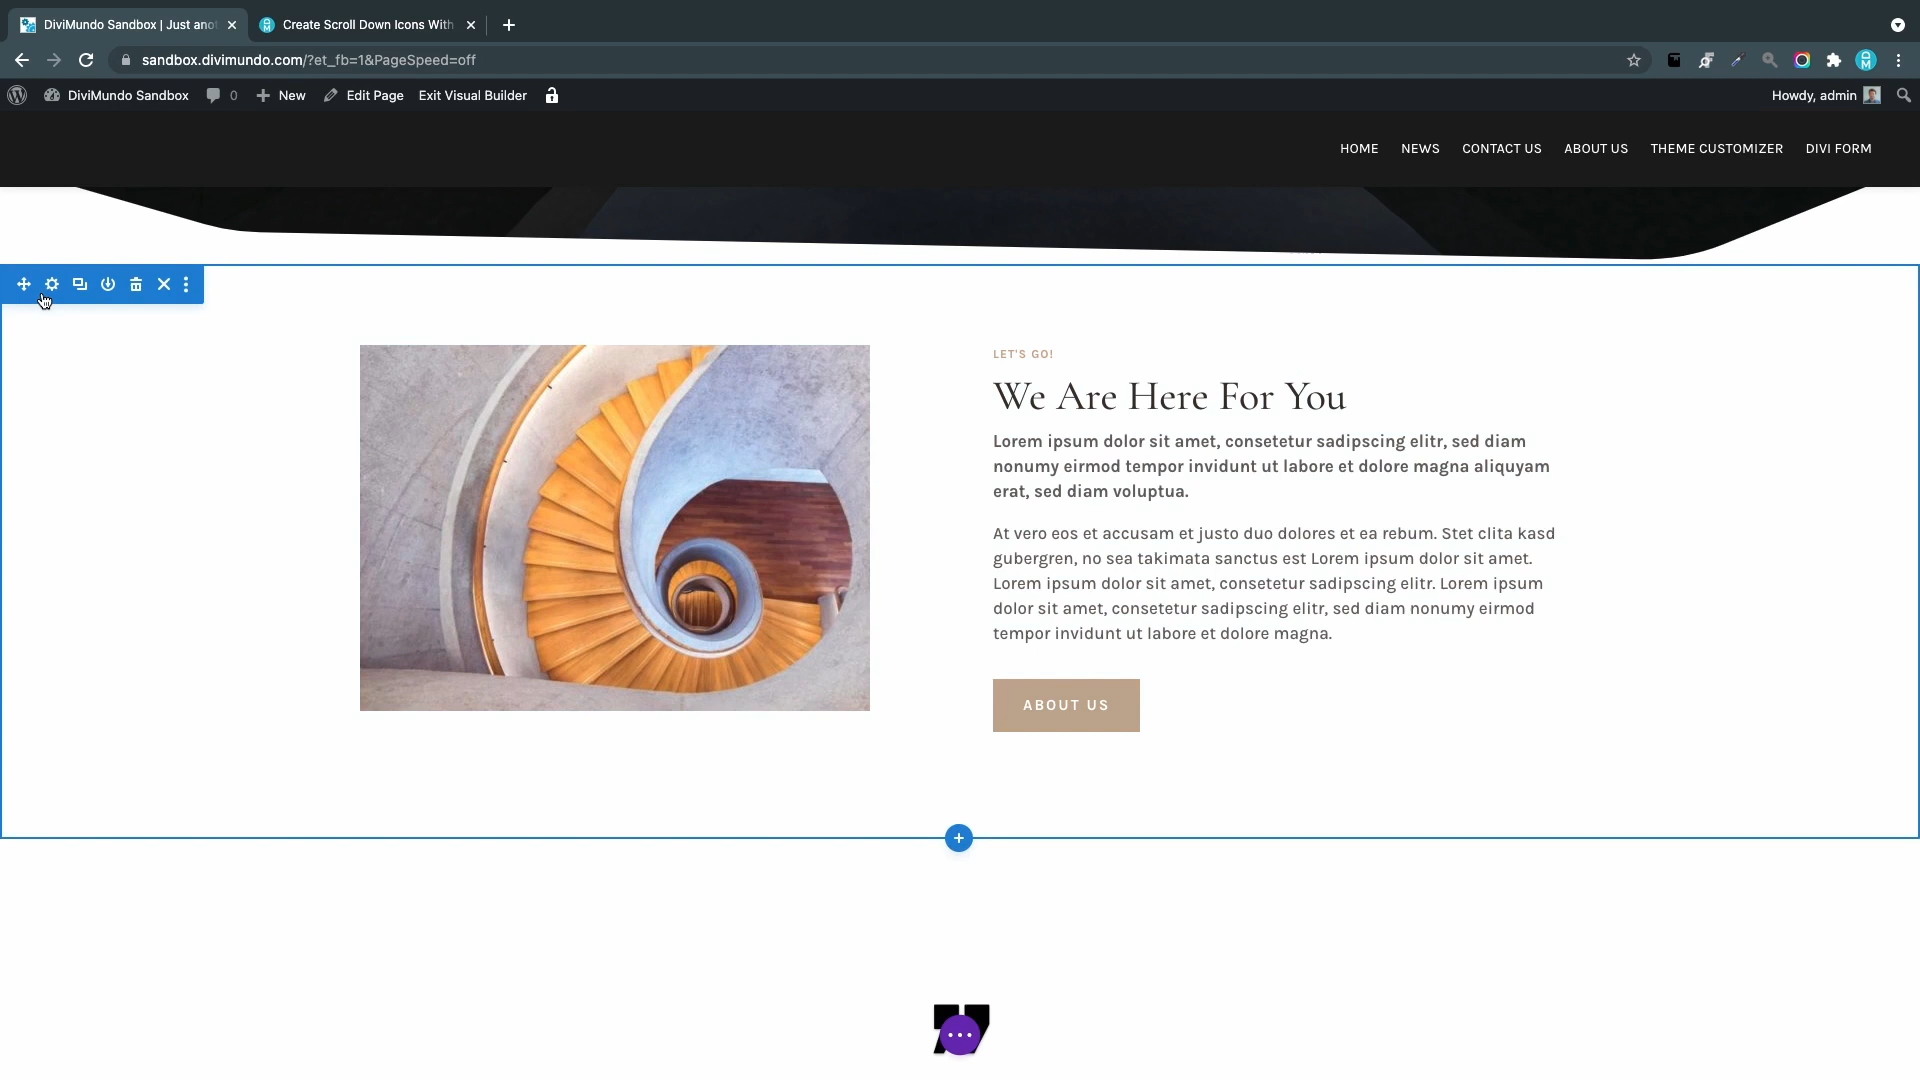 DiviMundo Sandbox | Just anot
Create Scroll Down Icons With
sandbox.divimundo.com/?et_fb=1&PageSpeed=off
DiviMundo Sandbox 0 New Edit Page Exit Visual Builder
Howdy, admin
HOME NEWS CONTACT US ABOUT US THEME CUSTOMIZER DIVI FORM
LET'S GO!
We Are Here For You
Lorem ipsum dolor sit amet, consetetur sadipscing elitr, sed diam
nonumy eirmod tempor invidunt ut labore et dolore magna aliquyam
erat, sed diam voluptua.
At vero eos et accusam et justo duo dolores et ea rebum. Stet clita kasd
gubergren, no sea takimata sanctus est Lorem ipsum dolor sit amet.
Lorem ipsum dolor sit amet, consetetur sadipscing elitr. Lorem ipsum
dolor sit amet, consetetur sadipscing elitr, sed diam nonumy eirmod
tempor invidunt ut labore et dolore magna.
ABOUT US